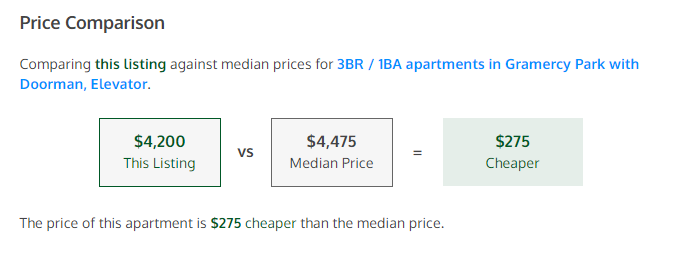 Price Comparison
Comparing this listing against median prices for 3BR / 1BA apartments in Gramercy Park with
Doorman, Elevator.
$4,200
This Listing
vs
$4,475
Median Price
=
$275
Cheaper
The price of this apartment is $275 cheaper than the median price.